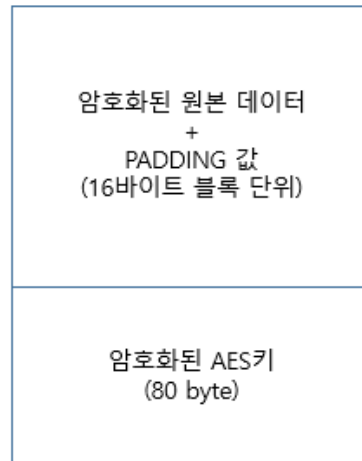 암호화된 원본 데이터
+
PADDING 값
(16바이트 블록 단위)
암호화된 AES키
(80 byte)